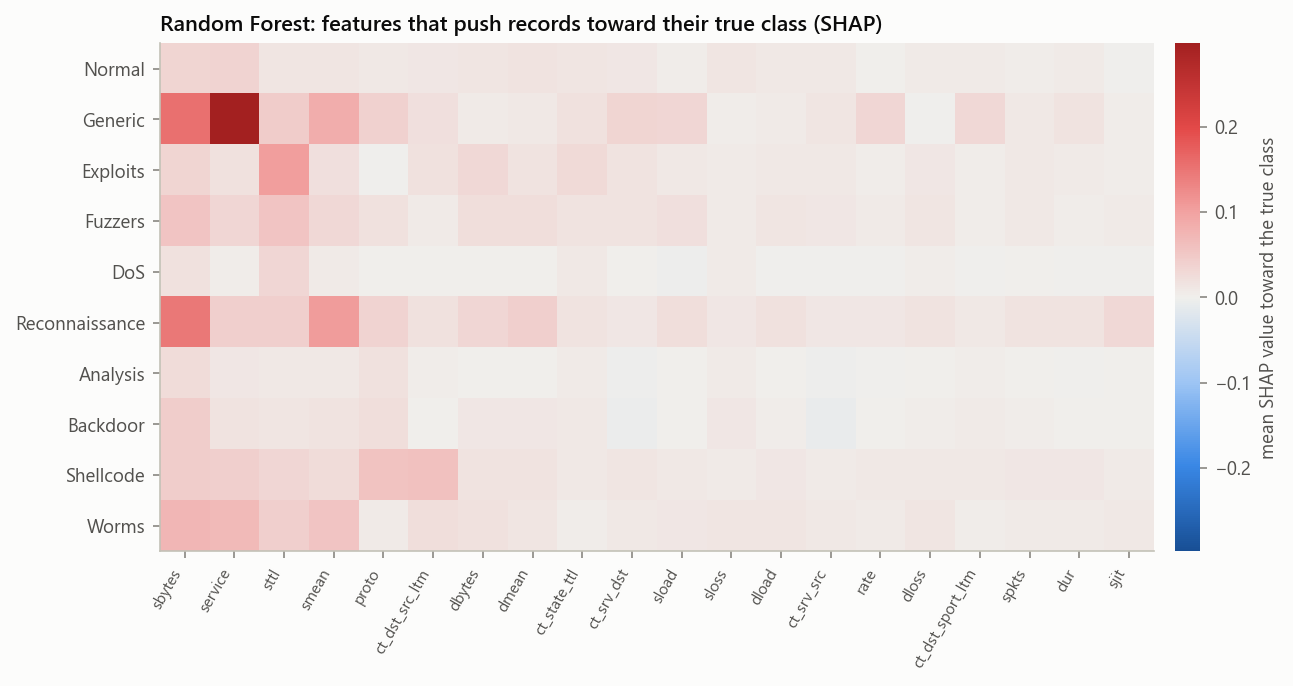 Random Forest: features that push records toward their true class (SHAP)
Normal
Generic
Exploits
Fuzzers
DoS
Reconnaissance
Analysis
Backdoor
Shellcode
Worms
sbytes
service
sttl
smean
proto
ct_dst_src_ltm
dbytes
dmean
ct_state_ttl
ct_srv_dst
sload
sloss
dload
ct_srv_src
rate
dloss
ct_dst_sport_ltm
spkts
dur
sjit
0.2
0.1
0.0
−0.1
−0.2
mean SHAP value toward the true class